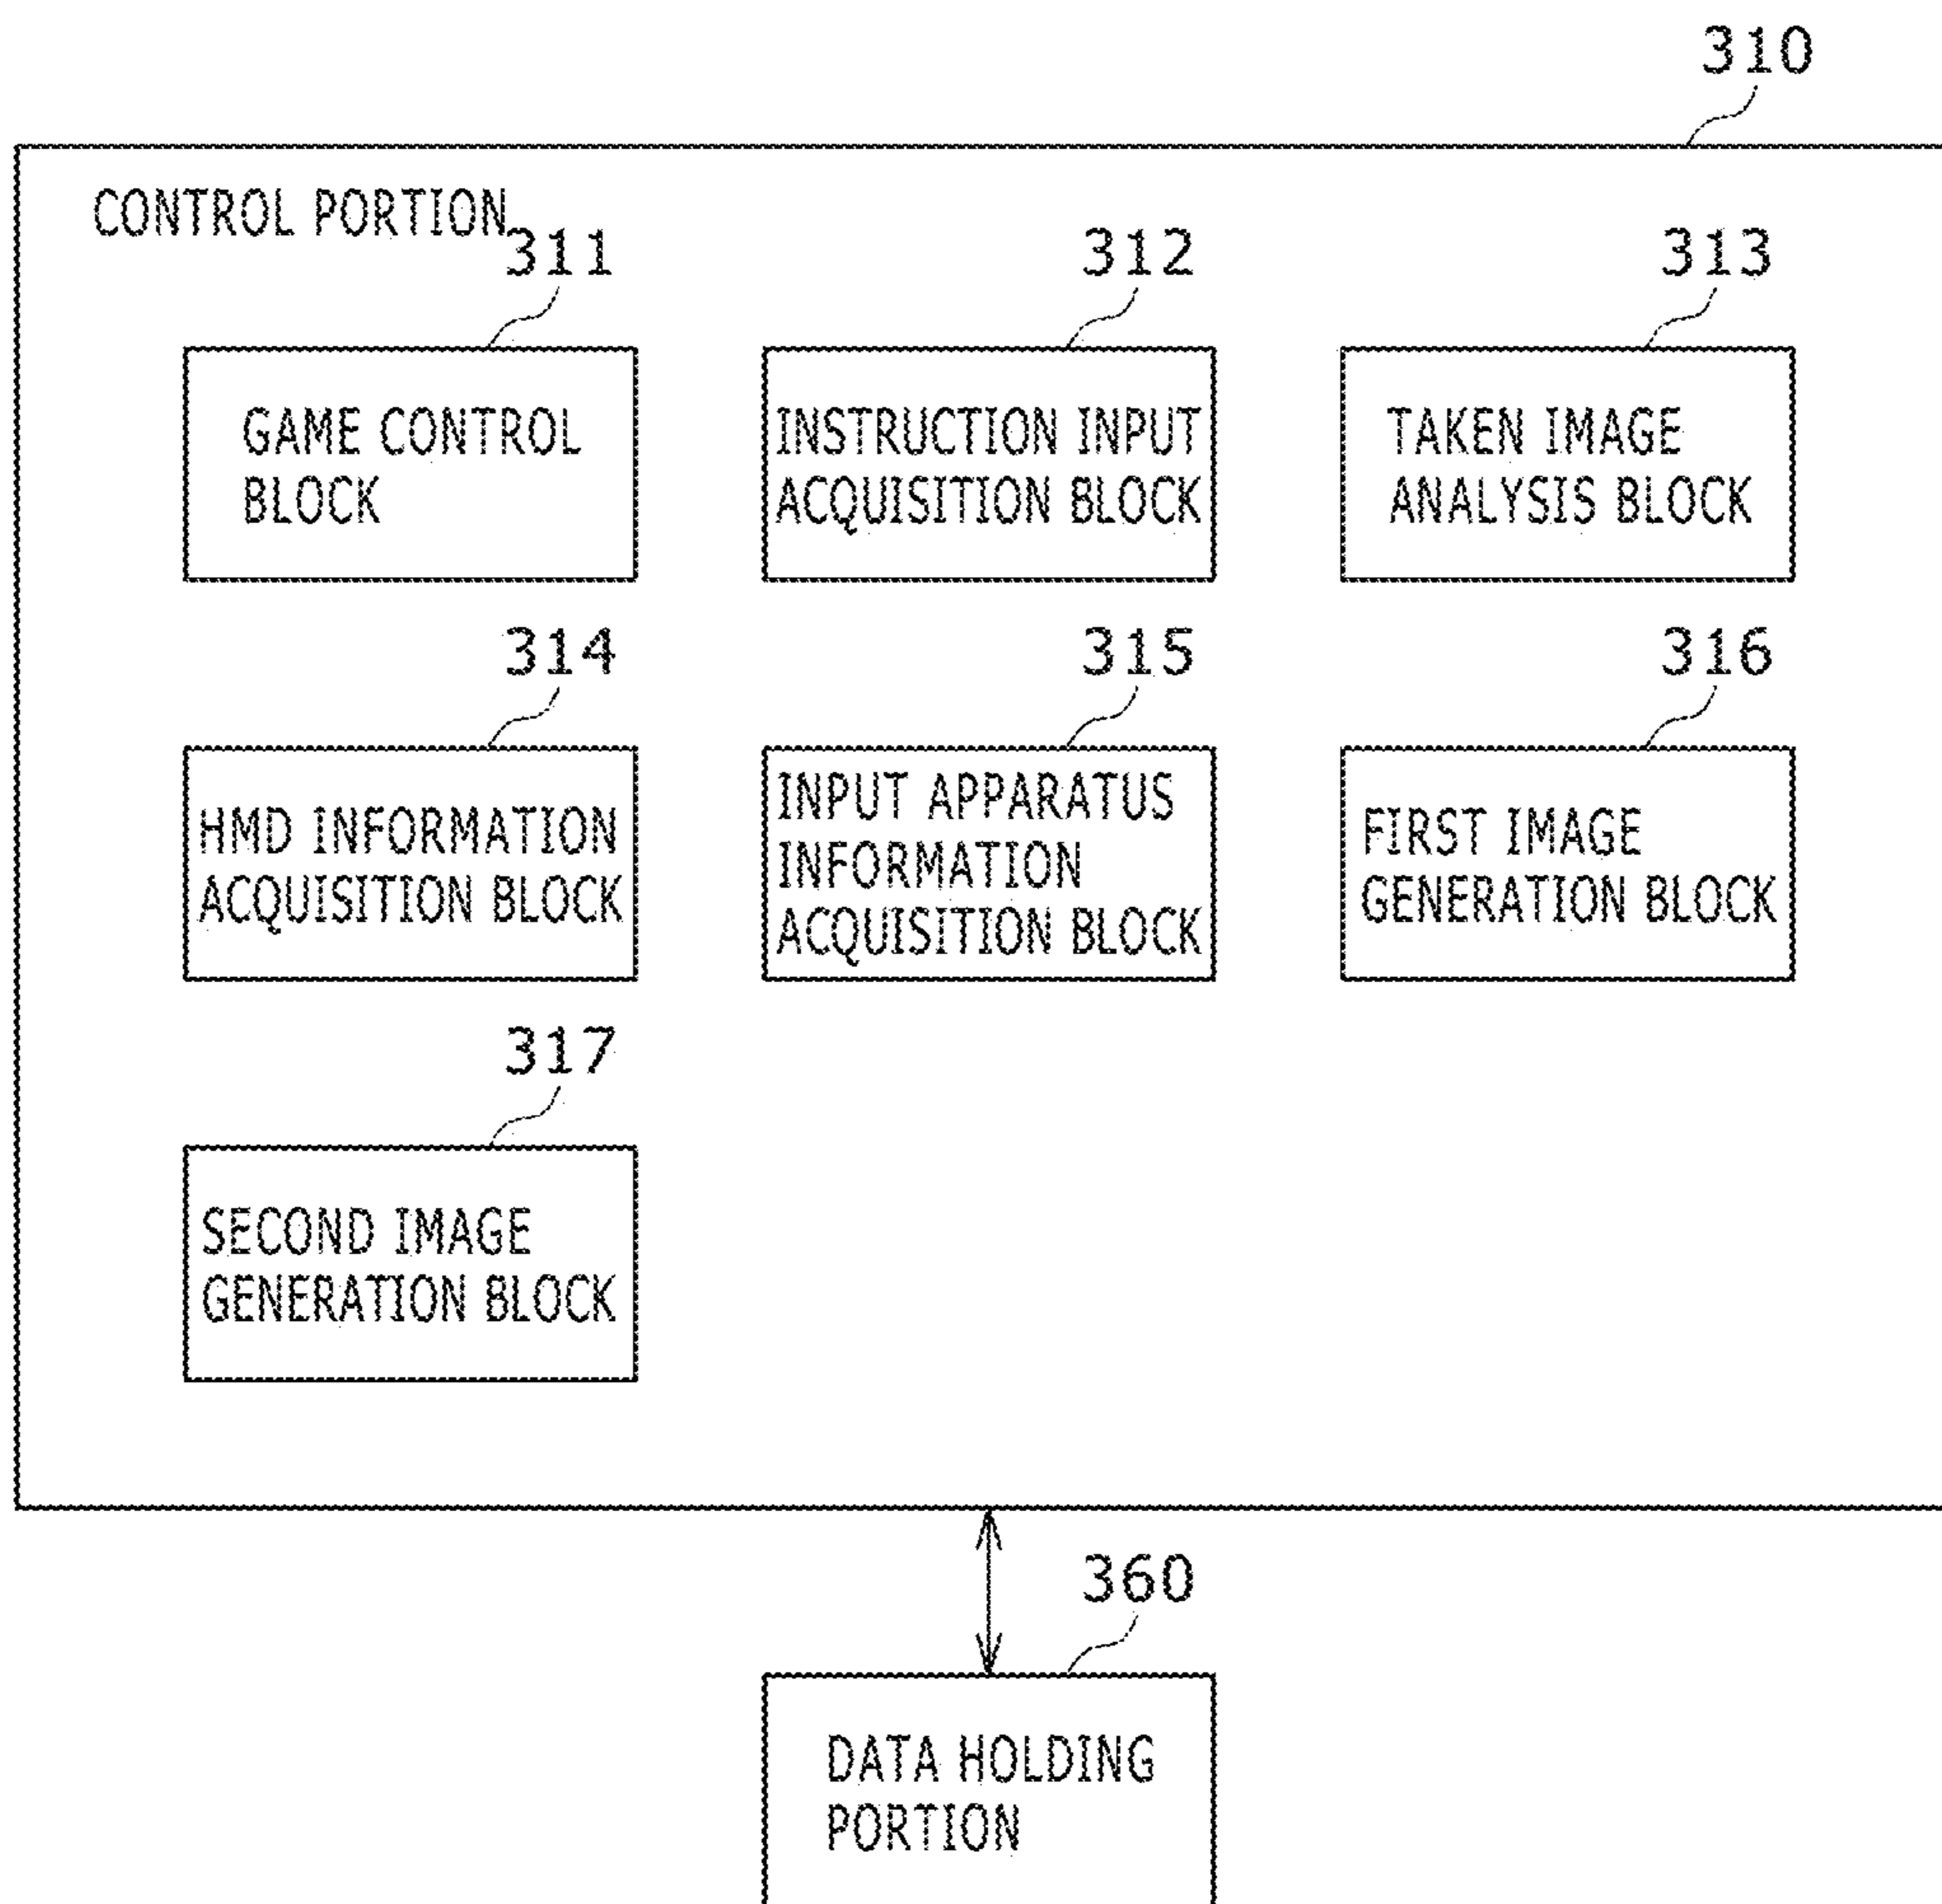 310
CONTROL PORTION
311
312
313
GAME CONTROL
BLOCK
INSTRUCTION INPUT
ACQUISITION BLOCK
TAKEN IMAGE
ANALYSIS BLOCK
314
315
316
HMD INFORMATION
ACQUISITION BLOCK
INPUT APPARATUS
INFORMATION
ACQUISITION BLOCK
FIRST IMAGE
GENERATION BLOCK
317
SECOND IMAGE
GENERATION BLOCK
360
DATA HOLDING
PORTION